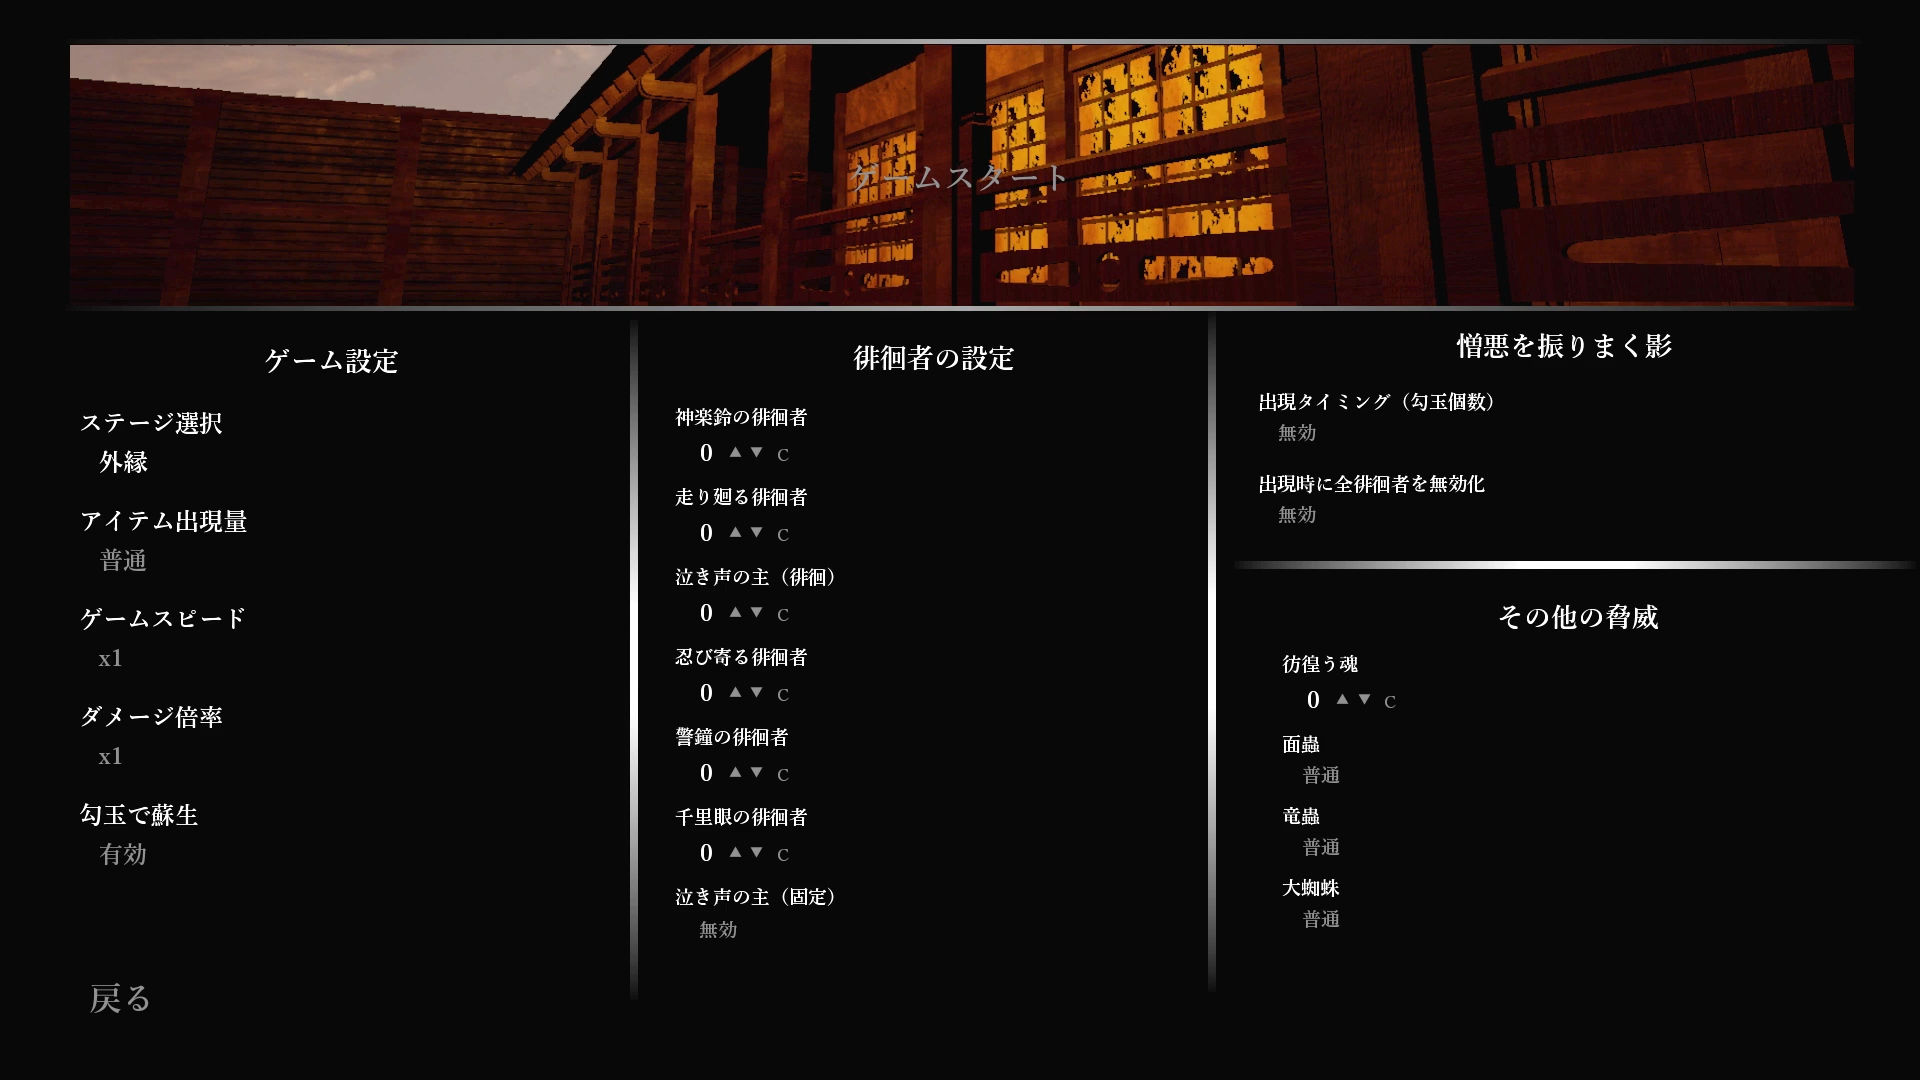 ゲームスタート
ゲーム設定
ステージ選択
外縁
アイテム出現量
普通
ゲームスピード
x1
ダメージ倍率
x1
勾玉で蘇生
有効
戻る
徘徊者の設定
神楽鈴の徘徊者
0 ▲ ▼ C
走り廻る徘徊者
0 ▲ ▼ C
泣き声の主（徘徊）
0 ▲ ▼ C
忍び寄る徘徊者
0 ▲ ▼ C
警鐘の徘徊者
0 ▲ ▼ C
千里眼の徘徊者
0 ▲ ▼ C
泣き声の主（固定）
無効
憎悪を振りまく影
出現タイミング（勾玉個数）
無効
出現時に全徘徊者を無効化
無効
その他の脅威
彷徨う魂
0 ▲ ▼ C
面蟲
普通
竜蟲
普通
大蜘蛛
普通